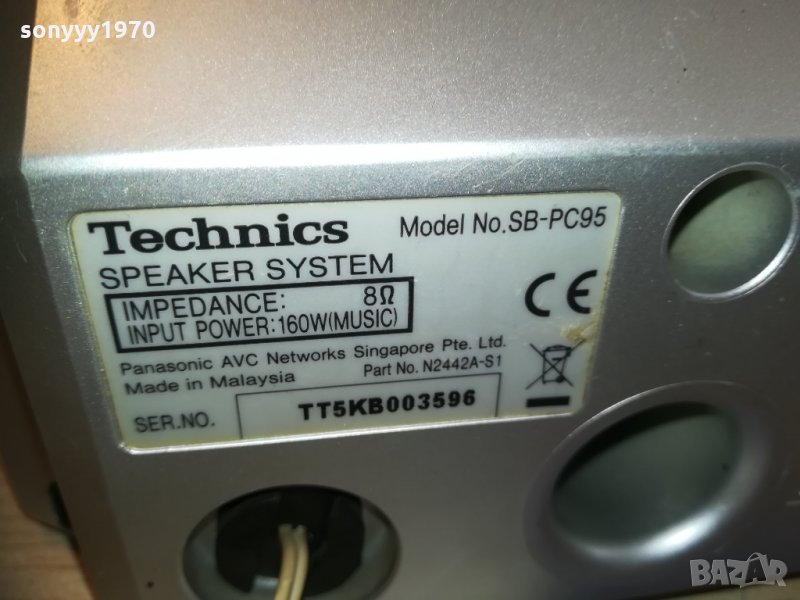 sonyyy1970
Technics
Model No.SB-PC95
SPEAKER SYSTEM
IMPEDANCE: 8Ω
INPUT POWER:160W(MUSIC)
CE
Panasonic AVC Networks Singapore Pte. Ltd.
Made in Malaysia
Part No. N2442A-S1
SER.NO. TT5KB003596
BAZAR